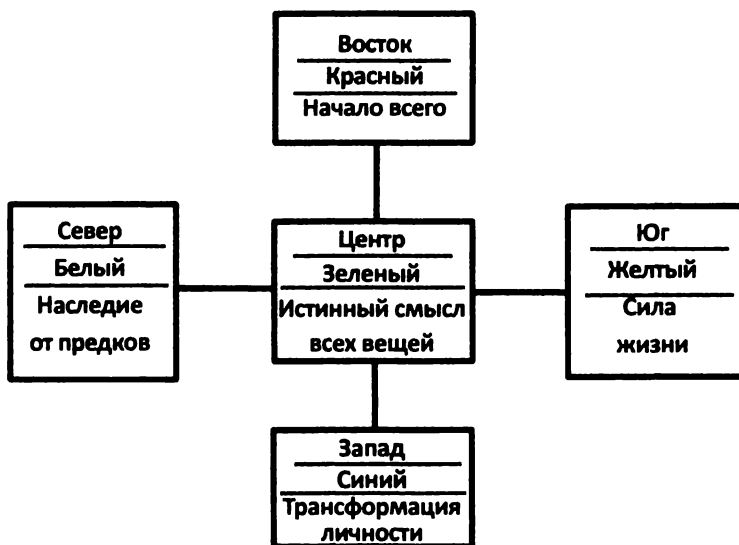 Восток
Красный
Начало всего
Север
Белый
Наследие
от предков
Центр
Зеленый
Истинный смысл
всех вещей
Юг
Желтый
Сила
жизни
Запад
Синий
Трансформация
личности